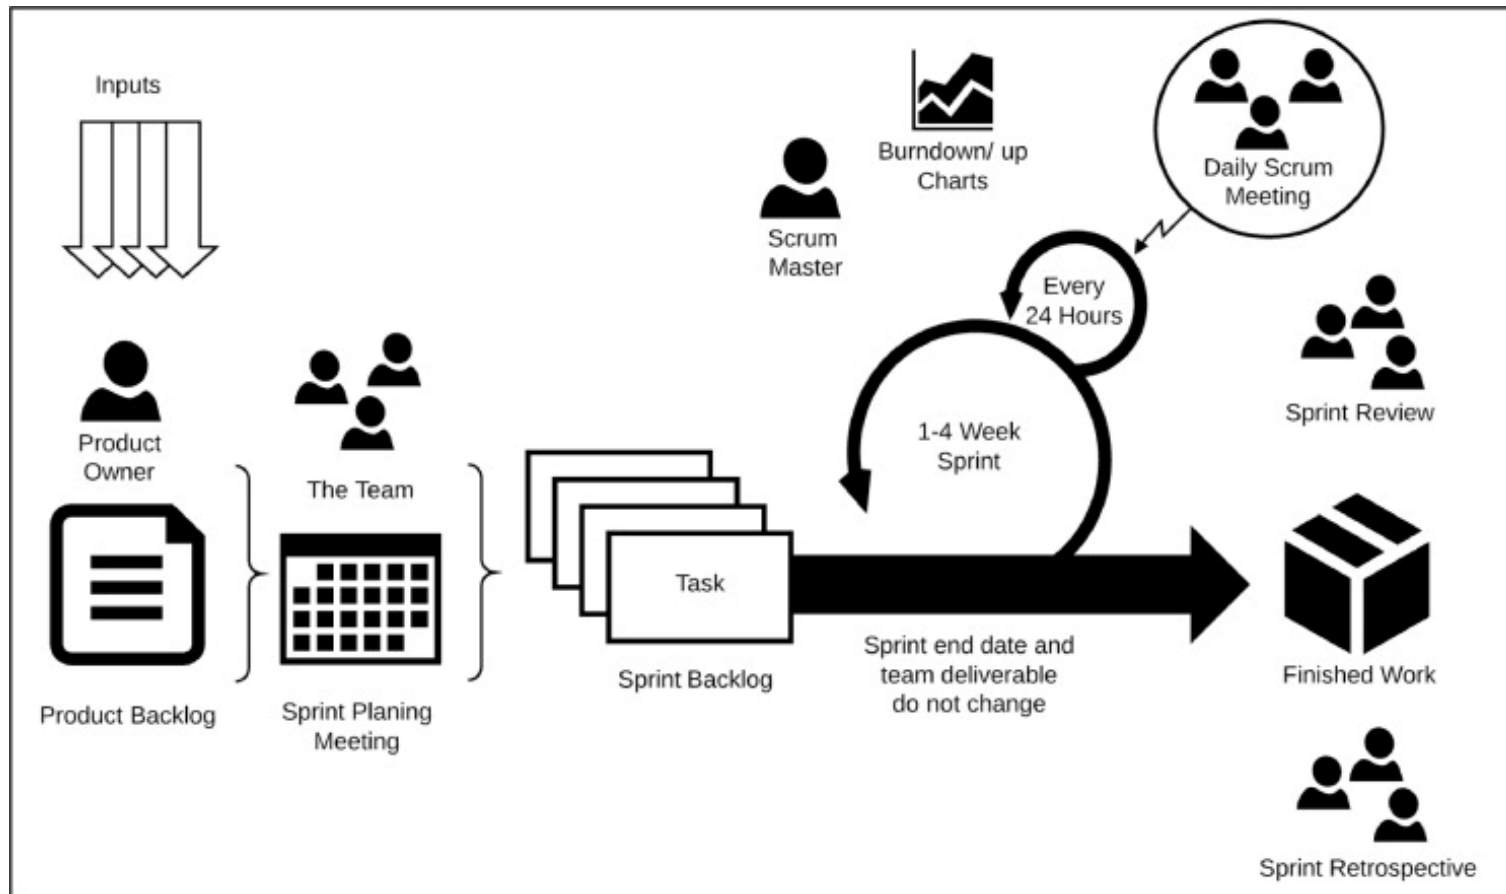 Inputs
Product
Owner
Product Backlog
The Team
Sprint Planing
Meeting
Task
Sprint Backlog
Scrum
Master
Burndown/ up
Charts
Daily Scrum
Meeting
Every
24 Hours
1-4 Week
Sprint
Sprint end date and
team deliverable
do not change
Sprint Review
Finished Work
Sprint Retrospective